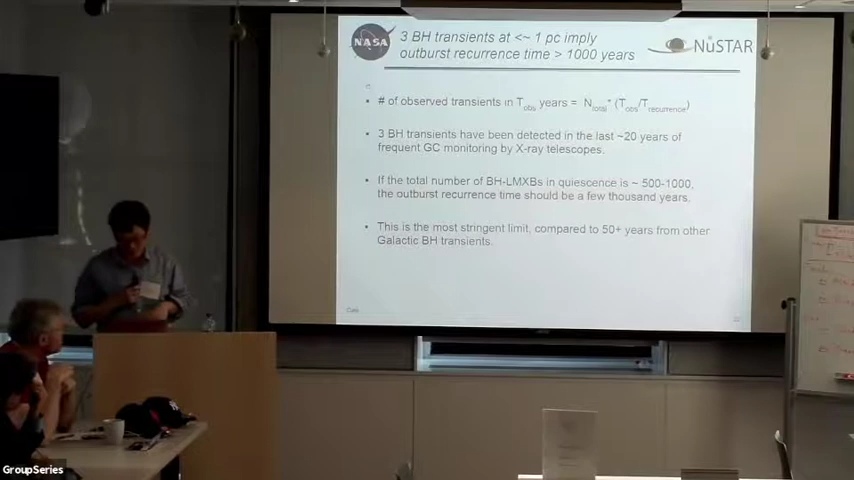 NASA
3 BH transients at <~ 1 pc imply
outburst recurrence time > 1000 years
NuSTAR
• # of observed transients in Tobs years = Ntotal* (Tobs/Trecurrence)
• 3 BH transients have been detected in the last ~20 years of
frequent GC monitoring by X-ray telescopes.
• If the total number of BH-LMXBs in quiescence is ~ 500-1000,
the outburst recurrence time should be a few thousand years.
• This is the most stringent limit, compared to 50+ years from other
Galactic BH transients.
GroupSeries